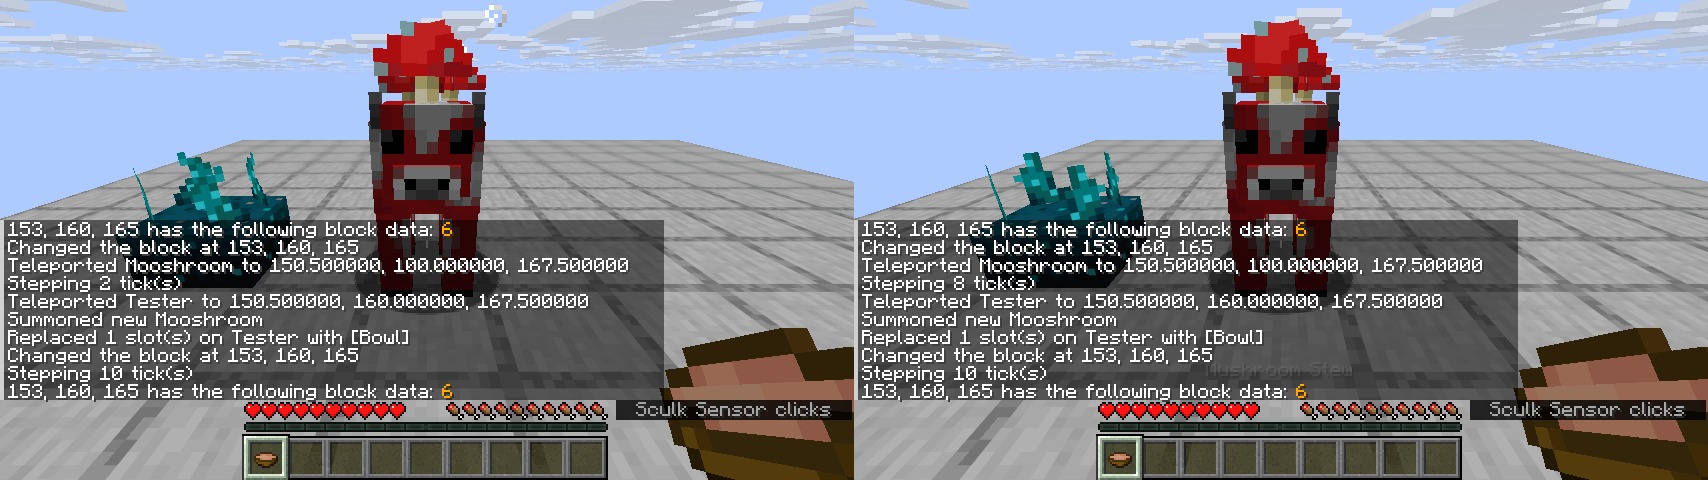 153, 160, 165 has the following block data: 6
Changed the block at 153, 160, 165
Teleported Mooshroom to 150.500000, 100.000000, 167.500000
Stepping 2 tick(s)
Teleported Tester to 150.500000, 160.000000, 167.500000
Summoned new Mooshroom
Replaced 1 slot(s) on Tester with [Bowl]
Changed the block at 153, 160, 165
Stepping 10 tick(s)
153, 160, 165 has the following block data: 6
Sculk Sensor clicks
153, 160, 165 has the following block data: 6
Changed the block at 153, 160, 165
Teleported Mooshroom to 150.500000, 100.000000, 167.500000
Stepping 8 tick(s)
Teleported Tester to 150.500000, 160.000000, 167.500000
Summoned new Mooshroom
Replaced 1 slot(s) on Tester with [Bowl]
Changed the block at 153, 160, 165
Stepping 10 tick(s)
Mushroom Stew
153, 160, 165 has the following block data: 6
Sculk Sensor clicks